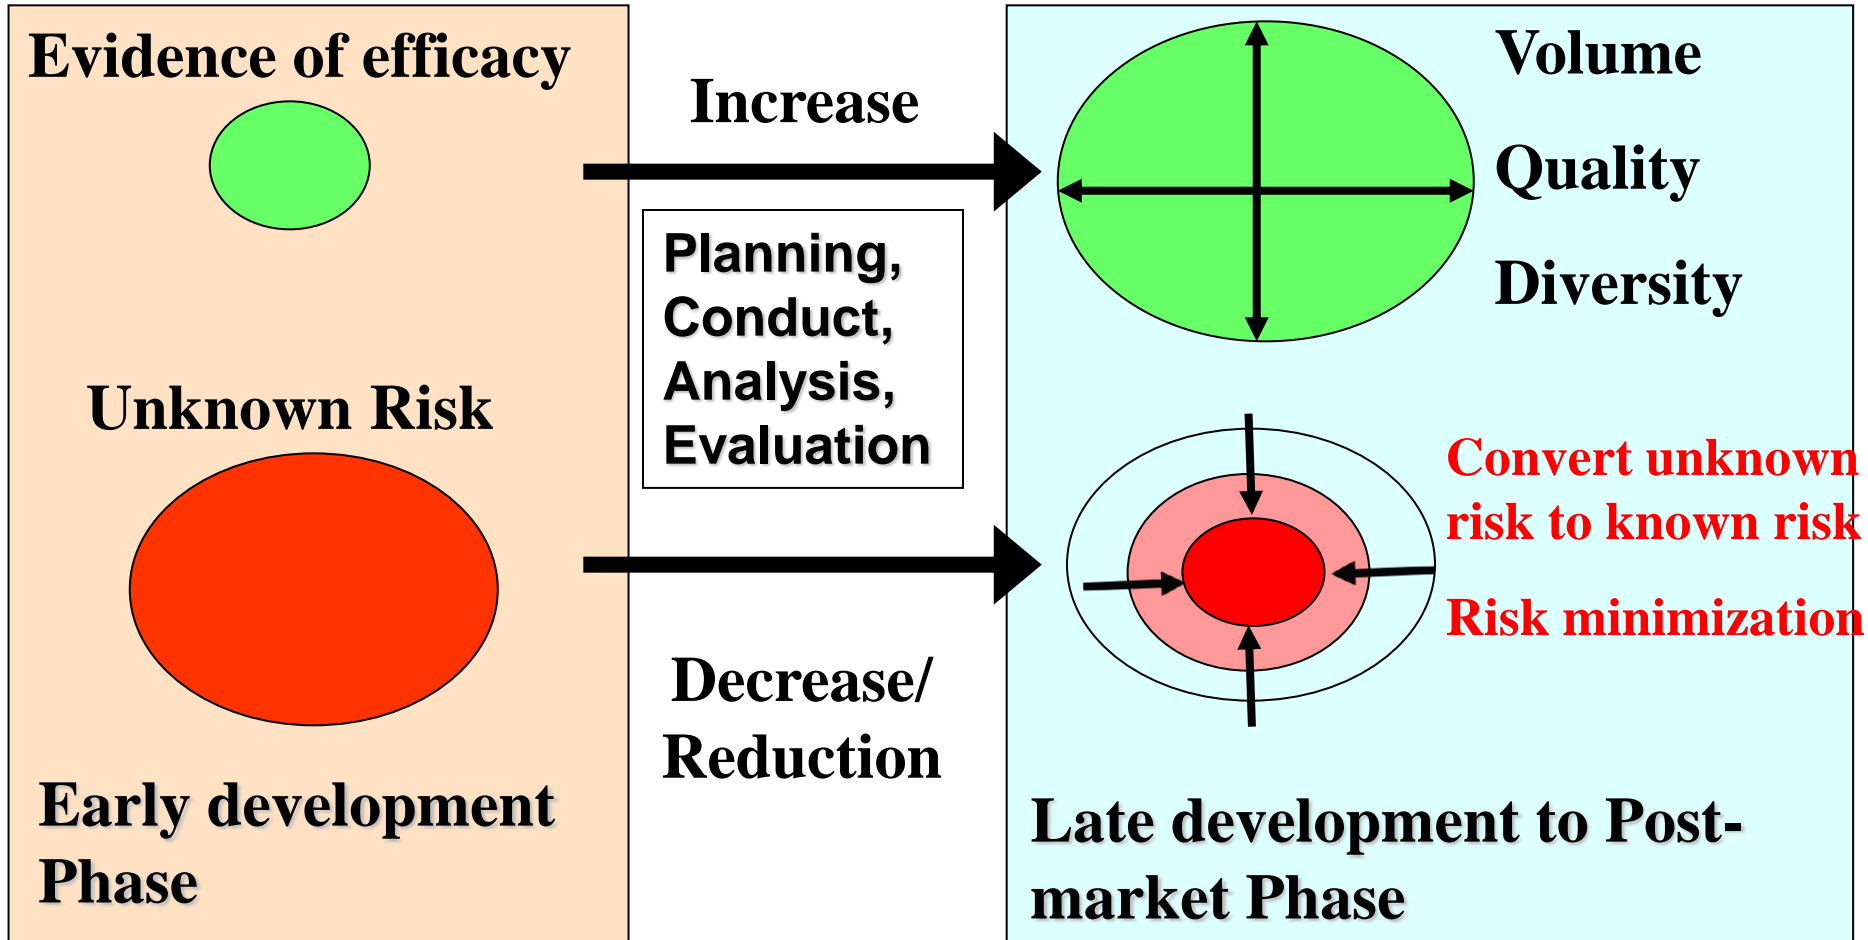 Evidence of efficacy
Unknown Risk
Early development
Phase
Increase
Planning,
Conduct,
Analysis,
Evaluation
Decrease/
Reduction
Volume
Quality
Diversity
Convert unknown
risk to known risk
Risk minimization
Late development to Post-
market Phase